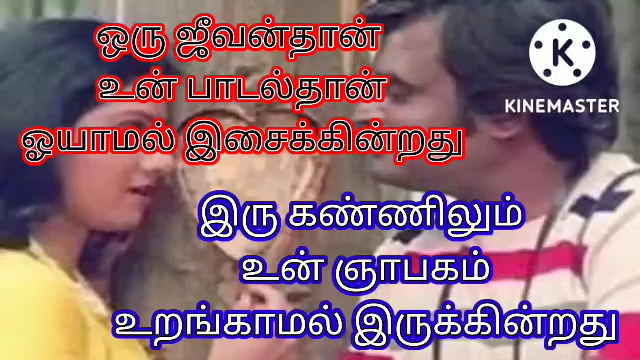 ஒரு ஜீவன்தான்
உன் பாடல்தான்
ஓயாமல் இசைக்கின்றது
K
KINEMASTER
இரு கண்ணிலும்
உன் ஞாபகம்
உறங்காமல் இருக்கின்றது